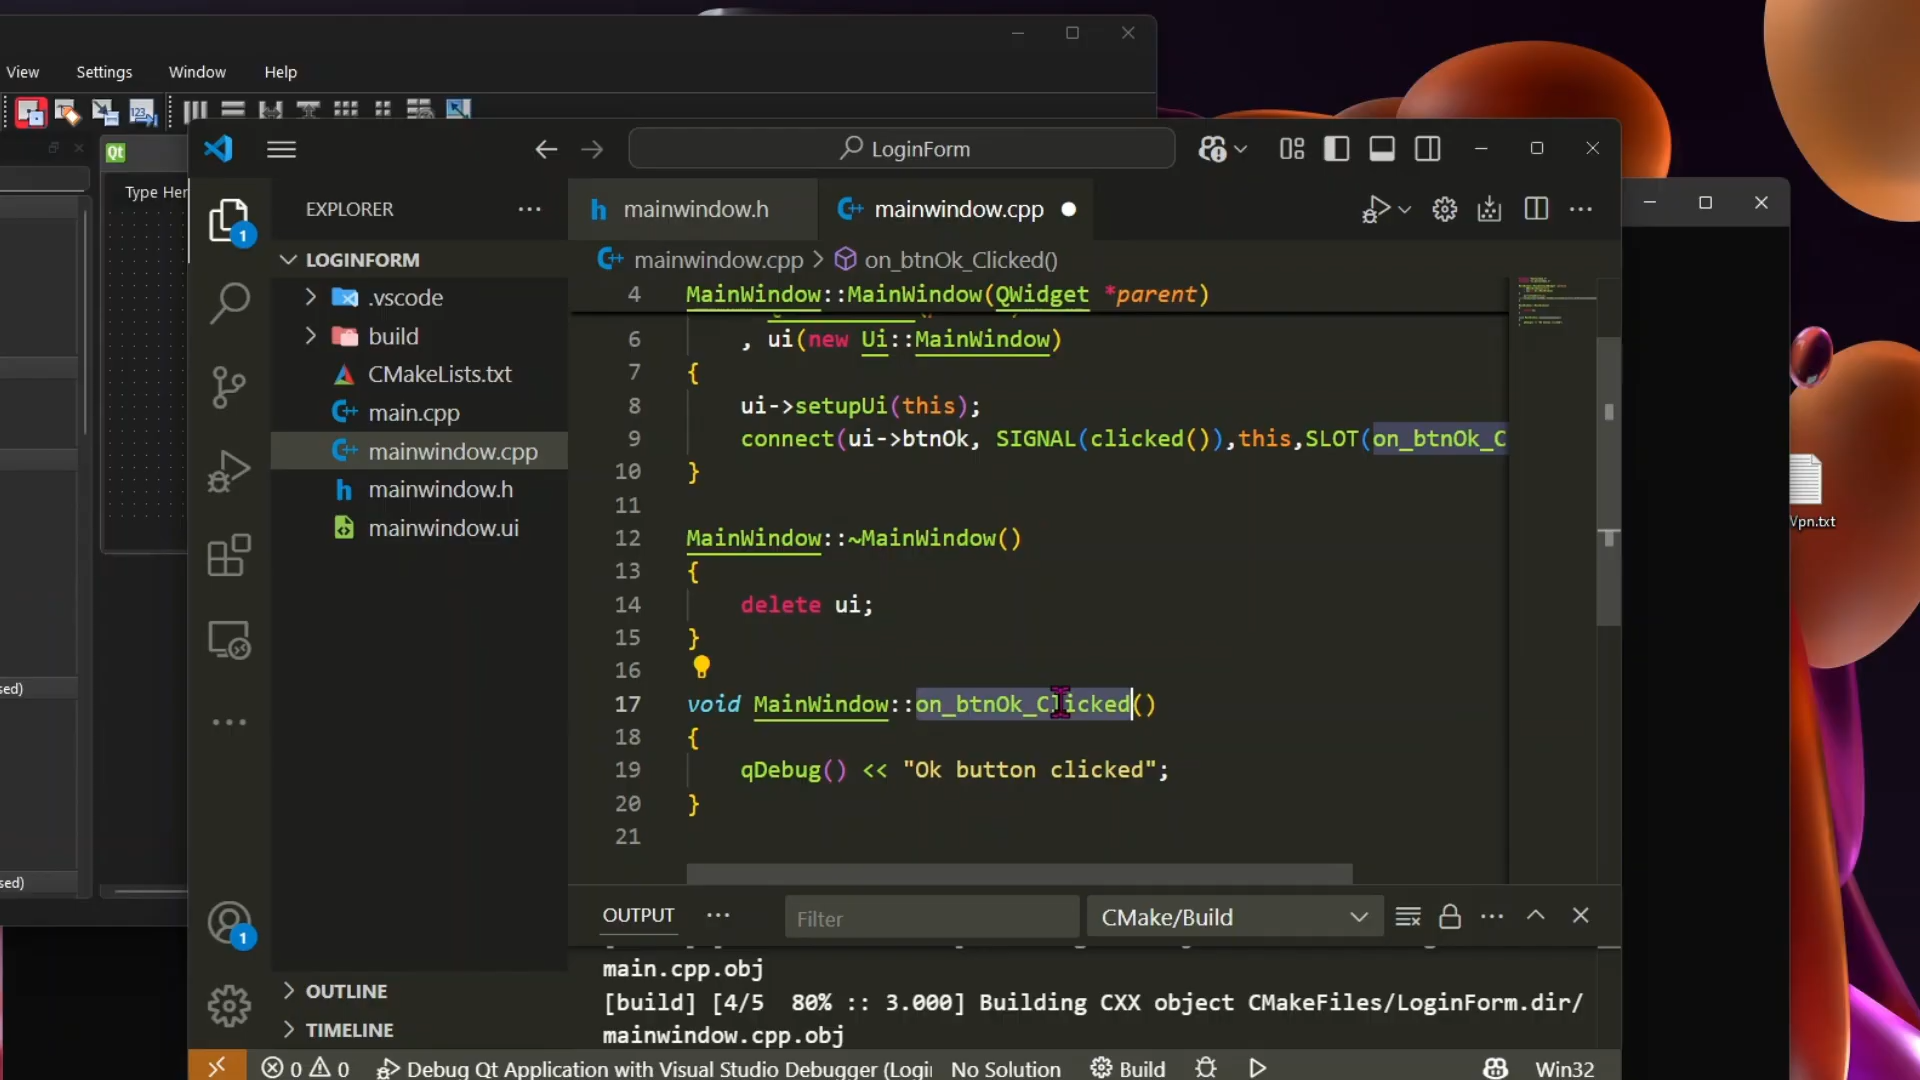 View Settings Window Help
Type Her
LoginForm
EXPLORER
mainwindow.h
mainwindow.cpp
LOGINFORM
mainwindow.cpp > on_btnOk_Clicked()
.vscode
build
CMakeLists.txt
main.cpp
mainwindow.cpp
mainwindow.h
mainwindow.ui
4 MainWindow::MainWindow(QWidget *parent)
6 , ui(new Ui::MainWindow)
7 {
8 ui->setupUi(this);
9 connect(ui->btnOk, SIGNAL(clicked()),this,SLOT(on_btnOk_C
10 }
11
12 MainWindow::~MainWindow()
13 {
14 delete ui;
15 }
16
17 void MainWindow::on_btnOk_Clicked()
18 {
19 qDebug() << "Ok button clicked";
20 }
21
Vpn.txt
sed)
sed)
1
1
OUTLINE
TIMELINE
OUTPUT
Filter
CMake/Build
main.cpp.obj
[build] [4/5 80% :: 3.000] Building CXX object CMakeFiles/LoginForm.dir/
mainwindow.cpp.obj
0 0 Debug Qt Application with Visual Studio Debugger (Logi No Solution Build Win32